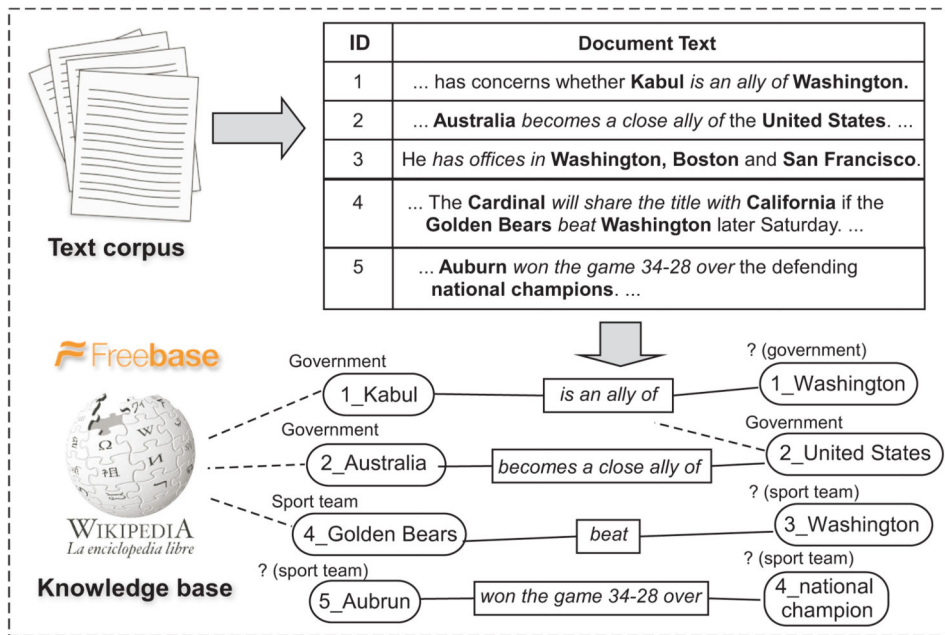 ID
Document Text
1
... has concerns whether Kabul is an ally of Washington.
2
... Australia becomes a close ally of the United States. ...
3
He has offices in Washington, Boston and San Francisco.
4
... The Cardinal will share the title with California if the
Golden Bears beat Washington later Saturday. ...
5
... Auburn won the game 34-28 over the defending
national champions. ...
Text corpus
Freebase
WIKIPEDIA
La enciclopedia libre
Knowledge base
Government
1_Kabul
is an ally of
? (government)
1_Washington
Government
2_Australia
becomes a close ally of
Government
2_United States
Sport team
4_Golden Bears
beat
? (sport team)
3_Washington
? (sport team)
5_Aubrun
won the game 34-28 over
? (sport team)
4_national
champion